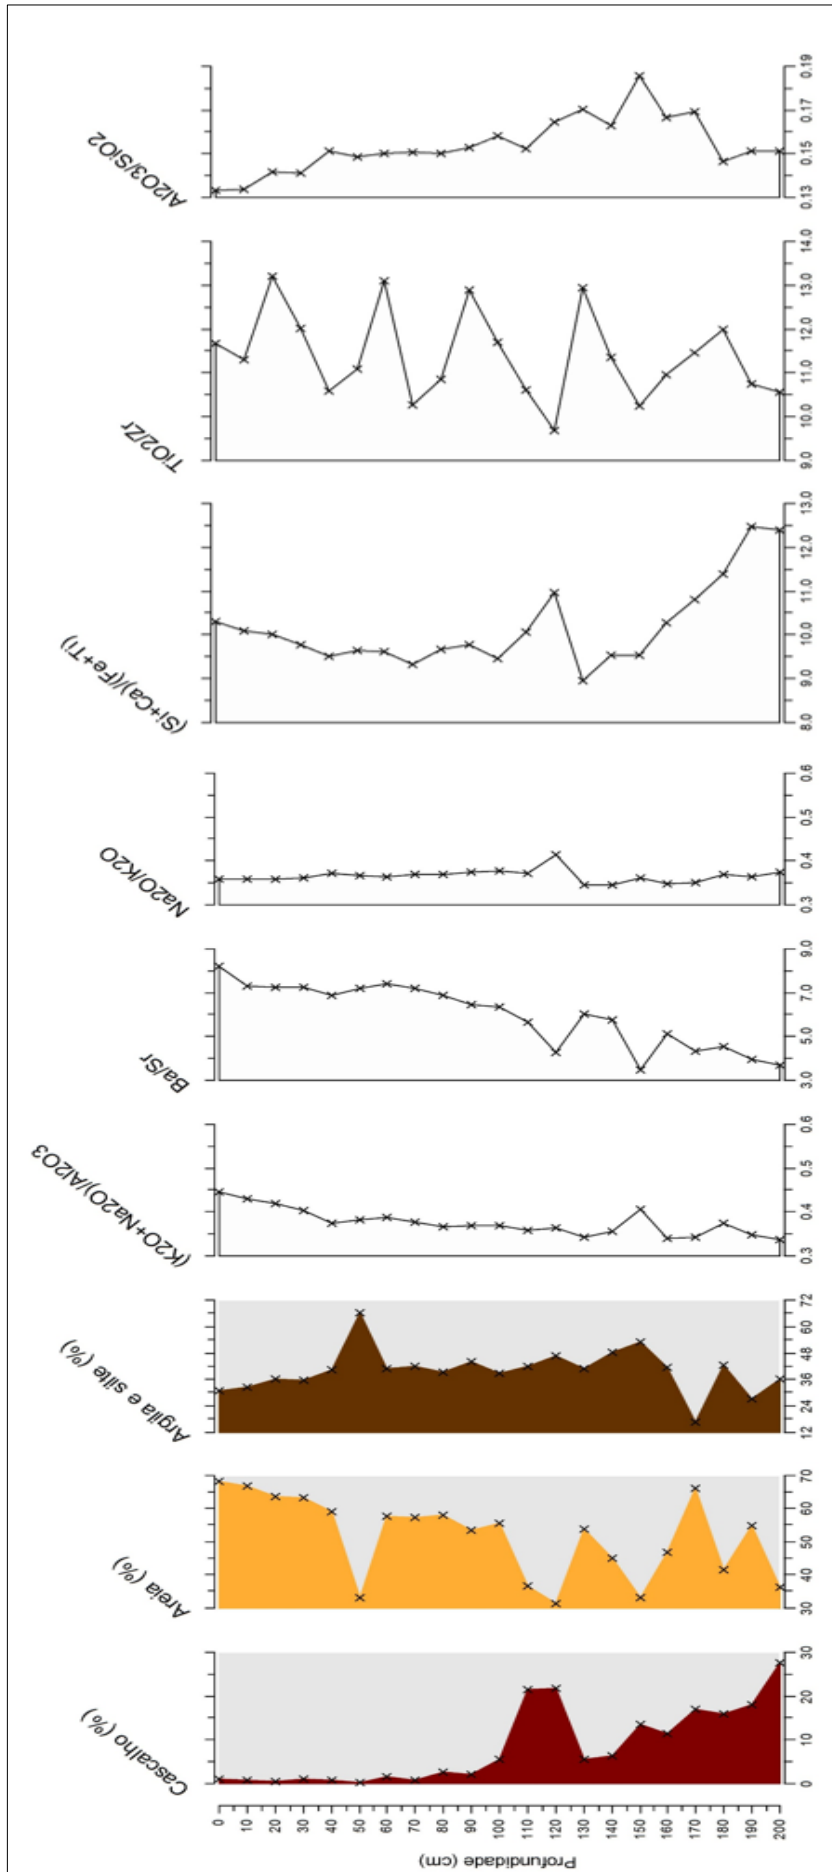 Cascalho (%)
Areia (%)
Argila e silte (%)
(K2O+Na2O)/Al2O3
Ba/Sr
Na2O/K2O
(Si+Ca)/(Fe+Ti)
TiO2/Zr
Al2O3/SiO2
Profundidade (cm)
0
10
20
30
40
50
60
70
80
90
100
110
120
130
140
150
160
170
180
190
200
0 10 20 30
30 40 50 60 70
12 24 36 48 60 72
0.3 0.4 0.5 0.6
3.0 5.0 7.0 9.0
0.3 0.4 0.5 0.6
8.0 9.0 10.0 11.0 12.0 13.0
9.0 10.0 11.0 12.0 13.0 14.0
0.13 0.15 0.17 0.19